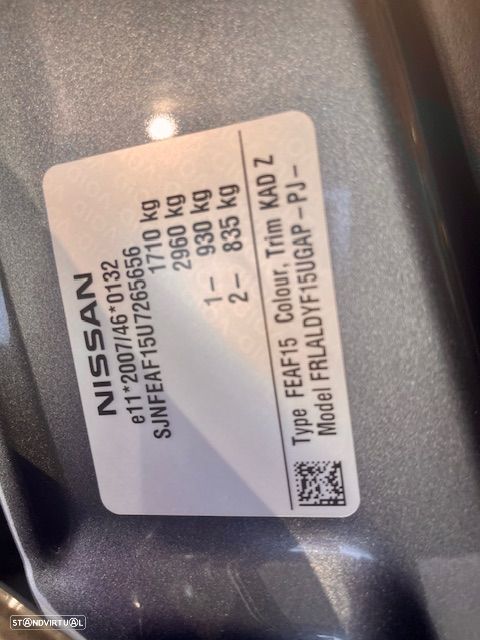 NISSAN
e11*2007/46*0132
SJNFEAF15U7265656
1710 kg
2960 kg
1– 930 kg
2– 835 kg
Type FEAF15 Colour, Trim KAD Z
Model FRLALDYF15UGAP –PJ–
STANDVIRTUAL